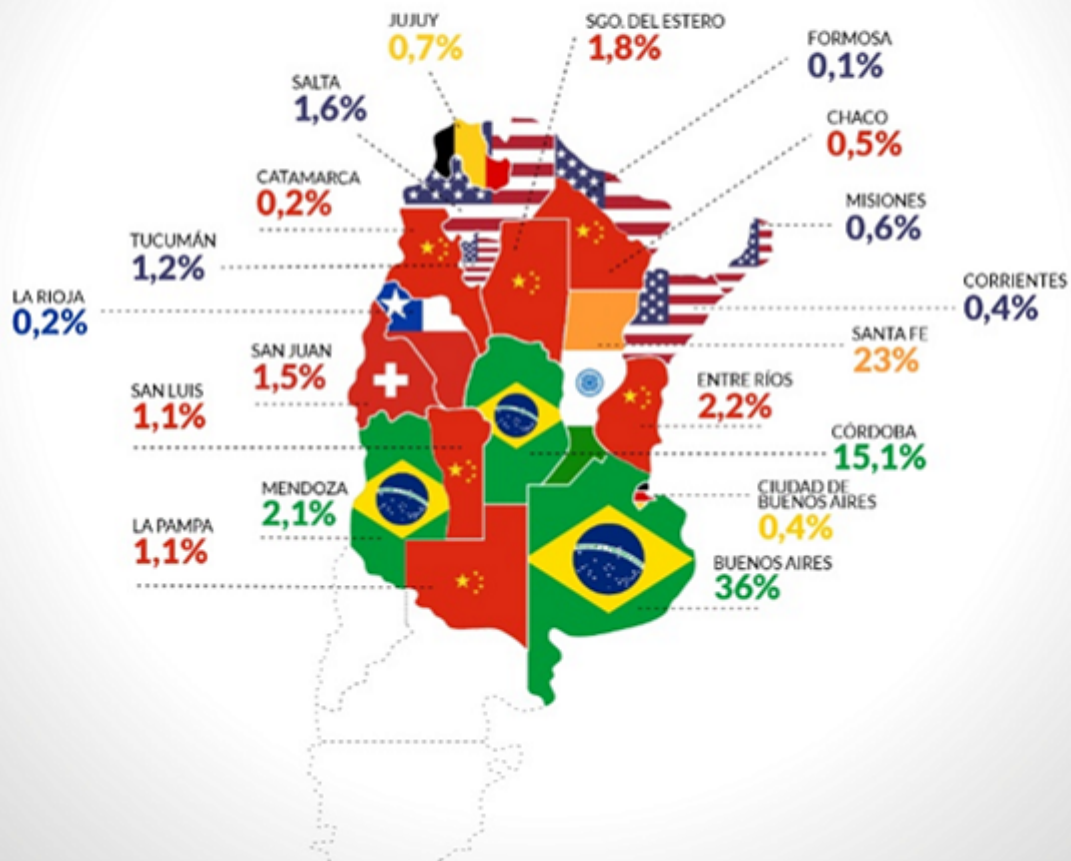 JUJUY
0,7%
SGO. DEL ESTERO
1,8%
FORMOSA
0,1%
SALTA
1,6%
CHACO
0,5%
CATAMARCA
0,2%
MISIONES
0,6%
TUCUMÁN
1,2%
CORRIENTES
0,4%
LA RIOJA
0,2%
SANTA FE
23%
SAN JUAN
1,5%
ENTRE RÍOS
2,2%
SAN LUIS
1,1%
CÓRDOBA
15,1%
MENDOZA
2,1%
CIUDAD DE
BUENOS AIRES
0,4%
LA PAMPA
1,1%
BUENOS AIRES
36%